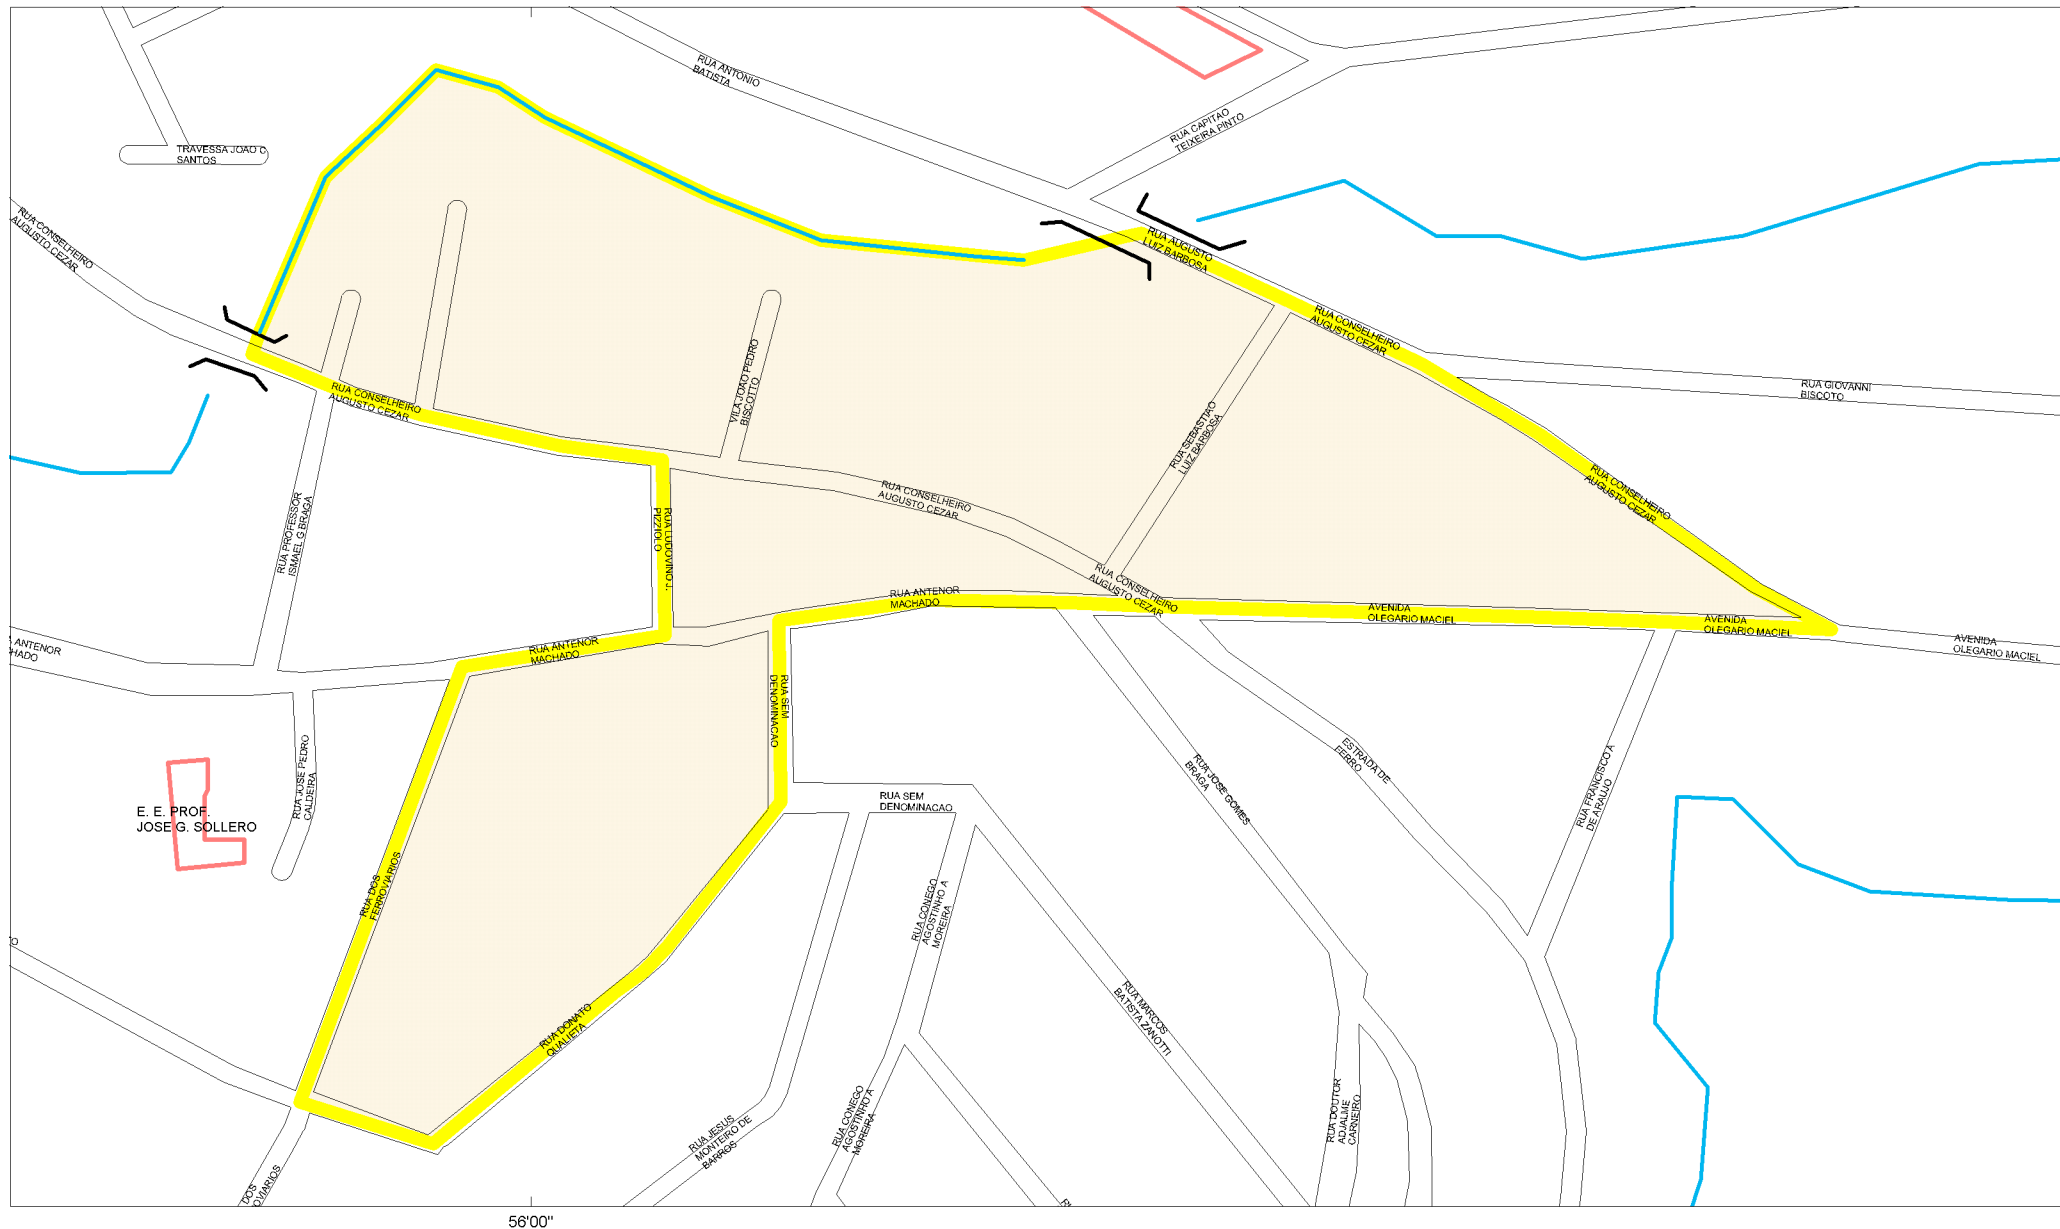 RUA ANTONIO
BATISTA
RUA CAPITAO
TEIXEIRA PINTO
TRAVESSA JOAO C
SANTOS
RUA CONSELHEIRO
AUGUSTO CEZAR
RUA AUGUSTO
LUIZ BARBOSA
RUA CONSELHEIRO
AUGUSTO CEZAR
RUA GIOVANNI
BISCOTO
VILA JOAO PEDRO
BISCOTTO
RUA CONSELHEIRO
AUGUSTO CEZAR
RUA SEBASTIAO
LUIZ BARBOSA
RUA CONSELHEIRO
AUGUSTO CEZAR
RUA CONSELHEIRO
AUGUSTO CEZAR
RUA PROFESSOR
ISMAEL G BRAGA
RUA LUDOVINO J.
PIZZIOLO
RUA CONSELHEIRO
AUGUSTO CEZAR
RUA ANTENOR
MACHADO
AVENIDA
OLEGARIO MACIEL
AVENIDA
OLEGARIO MACIEL
AVENIDA
OLEGARIO MACIEL
A ANTENOR
HADO
RUA ANTENOR
MACHADO
RUA SEM
DENOMINACAO
RUA JOSE PEDRO
CALDEIRA
E. E. PROF.
JOSE G. SOLLERO
RUA SEM
DENOMINACAO
RUA JOSE GOMES
BRAGA
ESTRADA DE
FERRO
RUA FRANCISCO A
DE ARAUJO
RUA DOS
FERROVIARIOS
RUA CONEGO
AGOSTINHO A
MOREIRA
TO
RUA DONATO
QUALIETA
RUA MARCOS
BATISTA ZANOTTI
RUA JESUS
MONTEIRO DE
BARROS
RUA CONEGO
AGOSTINHO A
MOREIRA
RUA DOUTOR
ADJALME
CARNEIRO
DOS
OVIARIOS
56'00"